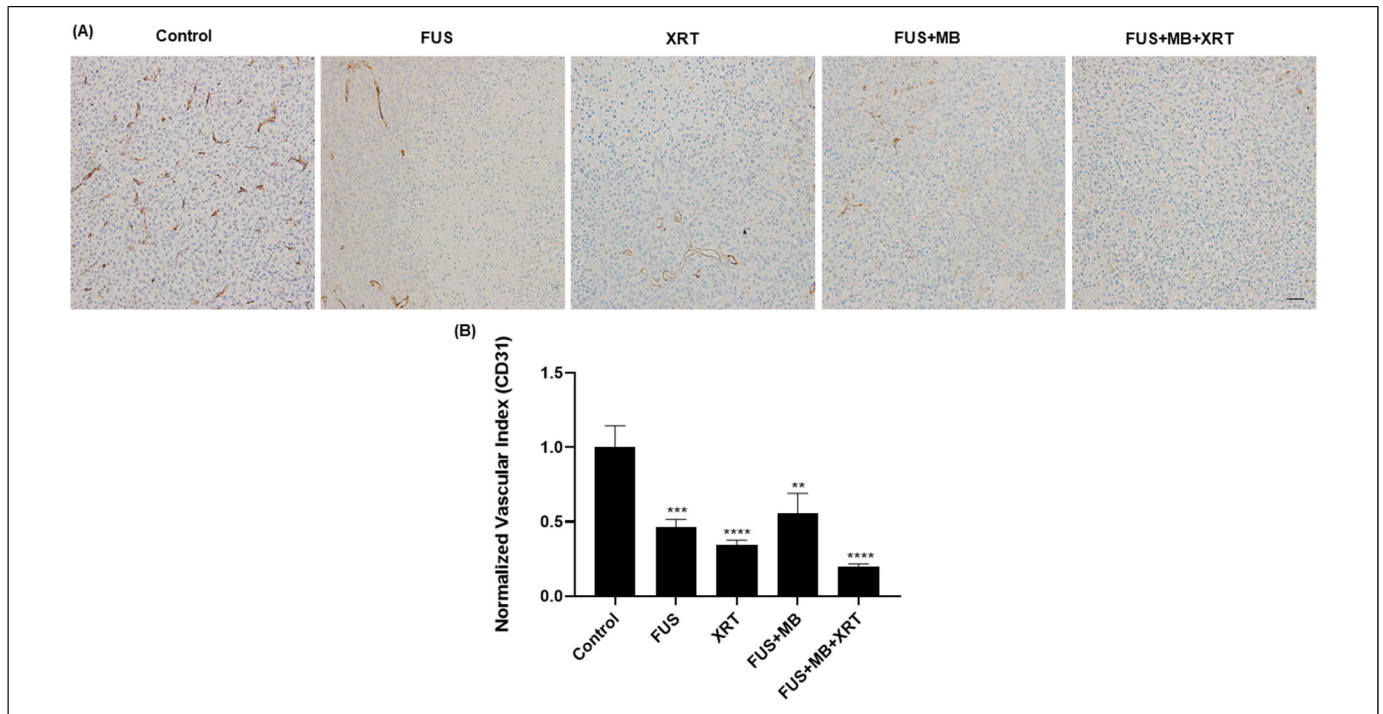 (A)
Control FUS XRT FUS+MB FUS+MB+XRT
(B)
Normalized Vascular Index (CD31)
1.5
1.0
0.5
0.0
***
****
**
****
Control
FUS
XRT
FUS+MB
FUS+MB+XRT